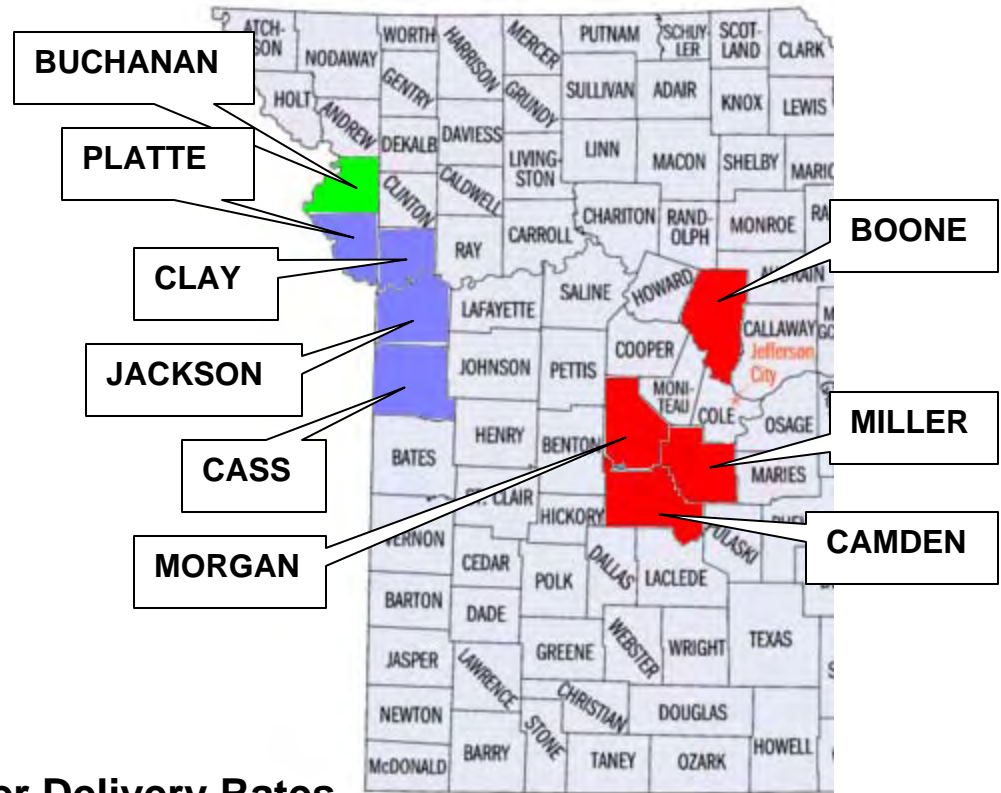 ATCH-
SON
NODAWAY
WORTH
HARRISON
MERCER
PUTNAM
SCHUY-
LER
SCOT-
LAND
CLARK
BUCHANAN
HOLT
ANDREW
GENTRY
GRUNDY
SULLIVAN
ADAIR
KNOX
LEWIS
PLATTE
DEKALB
DAVIESS
LIVING-
STON
LINN
MACON
SHELBY
CLINTON
CALDWELL
CHARITON
RAND-
OLPH
MONROE
BOONE
CLAY
RAY
CARROLL
SALINE
HOWARD
AUDRAIN
LAFAYETTE
COOPER
CALLAWAY
JACKSON
JOHNSON
PETTIS
MONI-
TEAU
Jefferson
City
COLE
OSAGE
MILLER
CASS
BATES
HENRY
BENTON
MARIES
ST. CLAIR
HICKORY
PULASKI
CAMDEN
MORGAN
VERNON
CEDAR
POLK
DALLAS
LACLEDE
BARTON
DADE
GREENE
WEBSTER
WRIGHT
TEXAS
JASPER
LAWRENCE
CHRISTIAN
DOUGLAS
NEWTON
STONE
HOWELL
McDONALD
BARRY
TANEY
OZARK
Delivery Rates